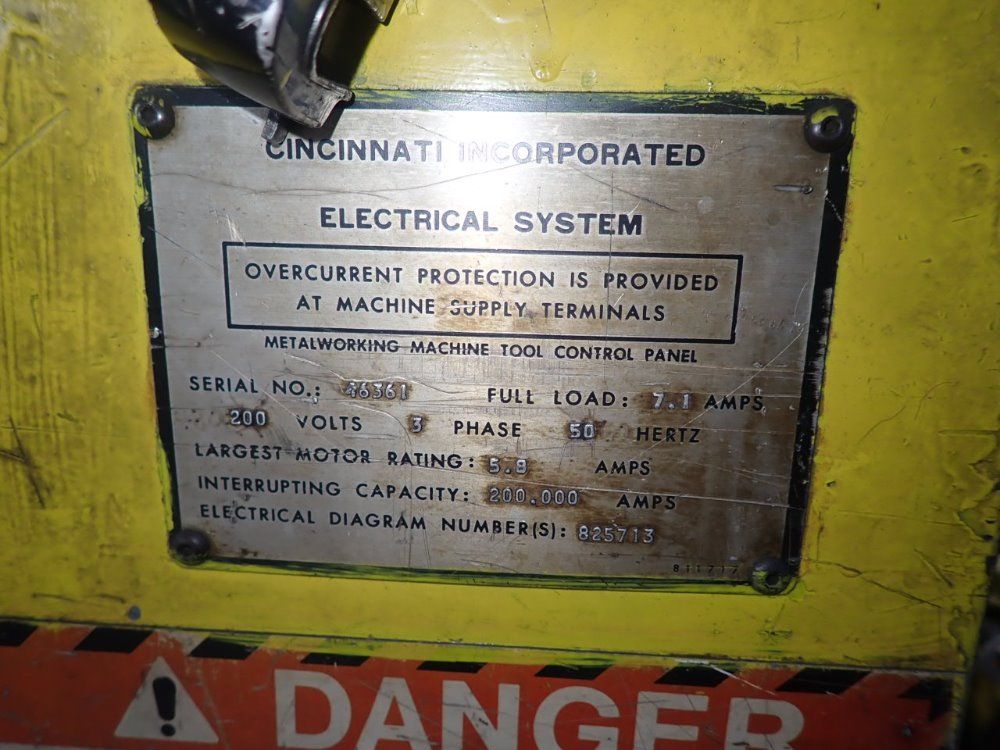 CINCINNATI INCORPORATED
ELECTRICAL SYSTEM
OVERCURRENT PROTECTION IS PROVIDED
AT MACHINE SUPPLY TERMINALS
METALWORKING MACHINE TOOL CONTROL PANEL
SERIAL NO.: 46361 FULL LOAD: 7.1 AMPS
200 VOLTS 3 PHASE 50 HERTZ
LARGEST MOTOR RATING: 5.8 AMPS
INTERRUPTING CAPACITY: 200,000 AMPS
ELECTRICAL DIAGRAM NUMBER(S): 825713
DANGER